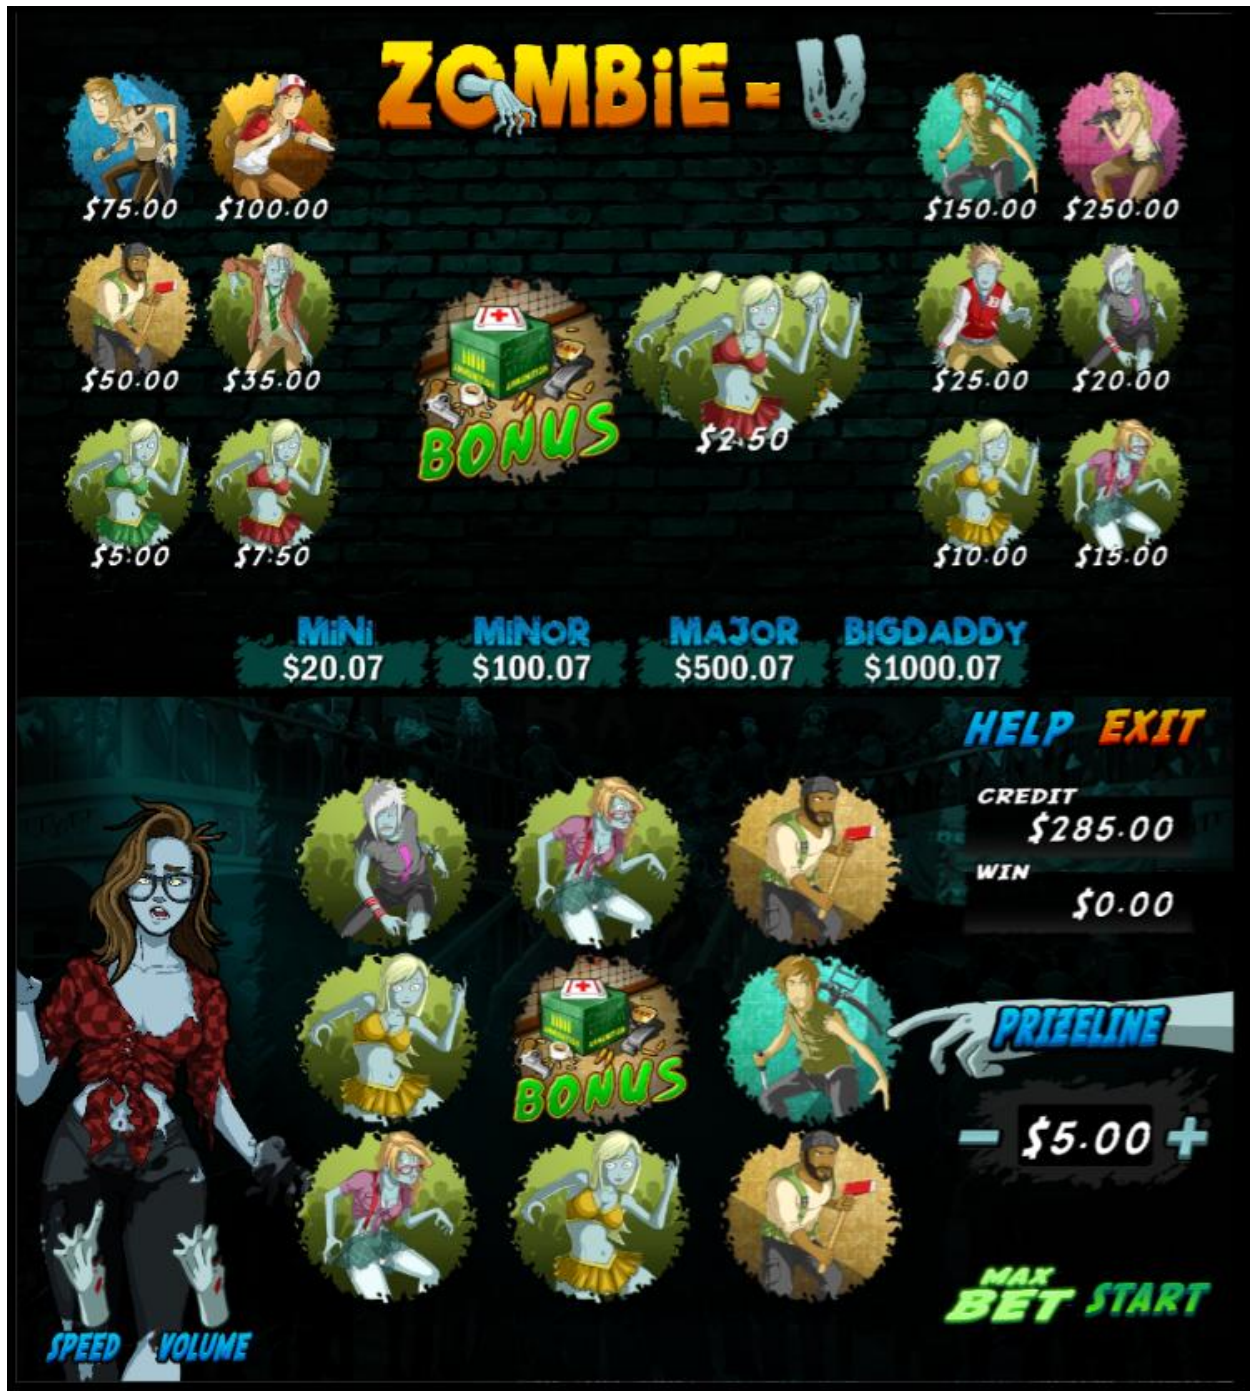 ZOMBiE-U
$75.00 $100.00
$150.00 $250.00
$50.00 $35.00
$25.00 $20.00
BONUS
$2.50
$5.00 $7.50
$10.00 $15.00
MiNi MiNoR MAJoR BiGDADDY
$20.07 $100.07 $500.07 $1000.07
HELP EXIT
CREDIT
$285.00
WIN
$0.00
BONUS
PRIZELINE
- $5.00 +
MAX
BET START
SPEED VOLUME